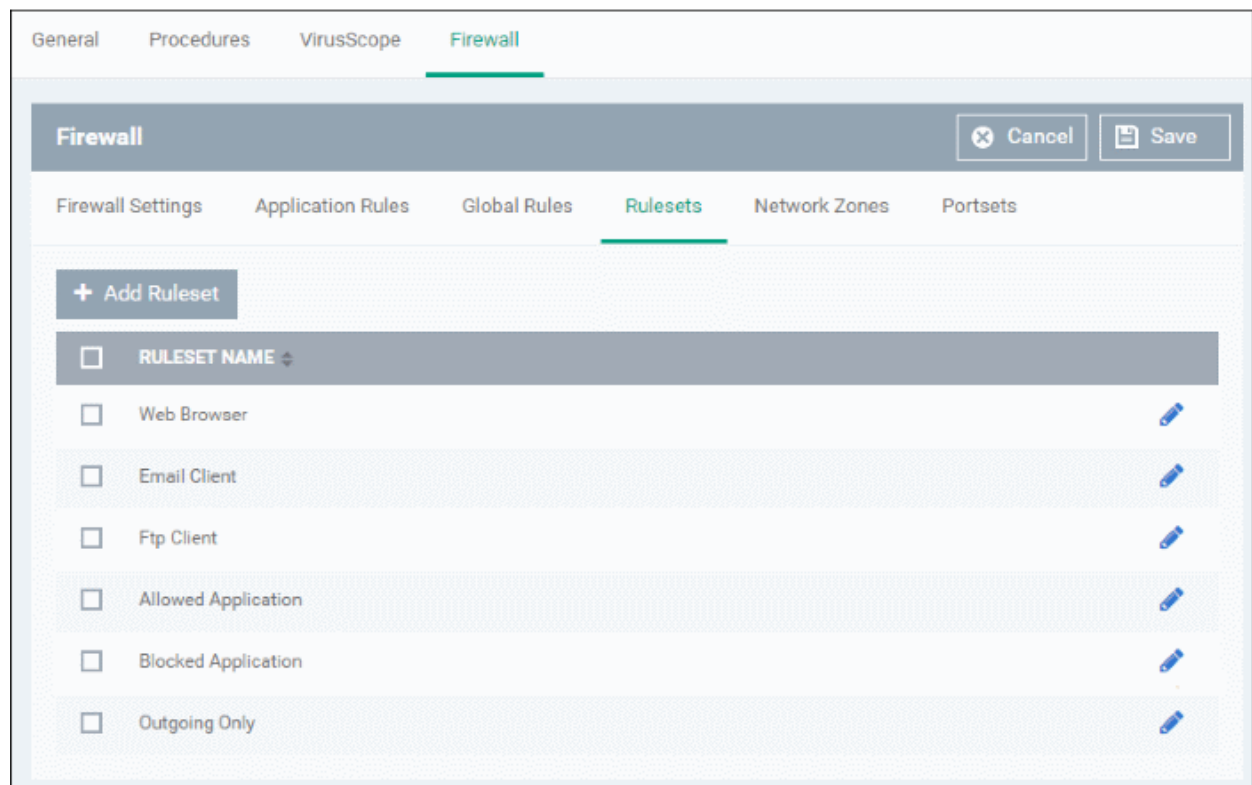 General Procedures VirusScope Firewall
Firewall Cancel Save
Firewall Settings Application Rules Global Rules Rulesets Network Zones Portsets
+ Add Ruleset
RULESET NAME
Web Browser
Email Client
Ftp Client
Allowed Application
Blocked Application
Outgoing Only